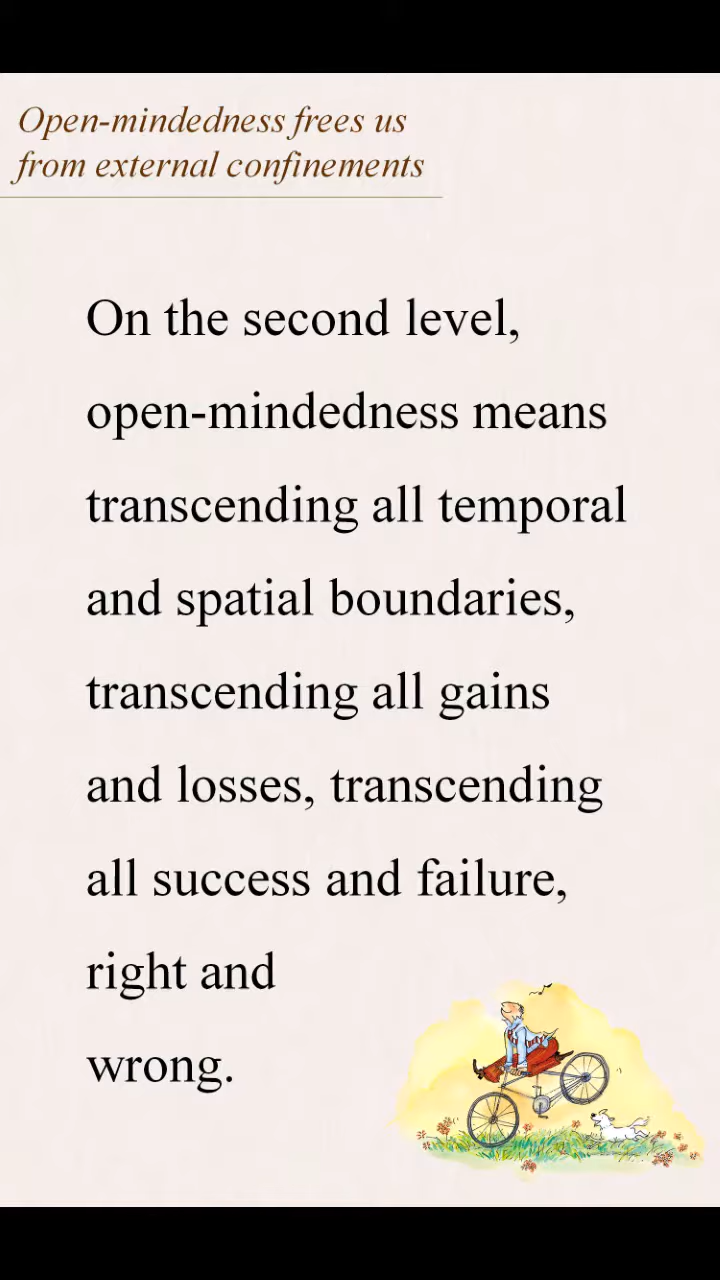 Open-mindedness frees us
from external confinements
On the second level,
open-mindedness means
transcending all temporal
and spatial boundaries,
transcending all gains
and losses, transcending
all success and failure,
right and
wrong.